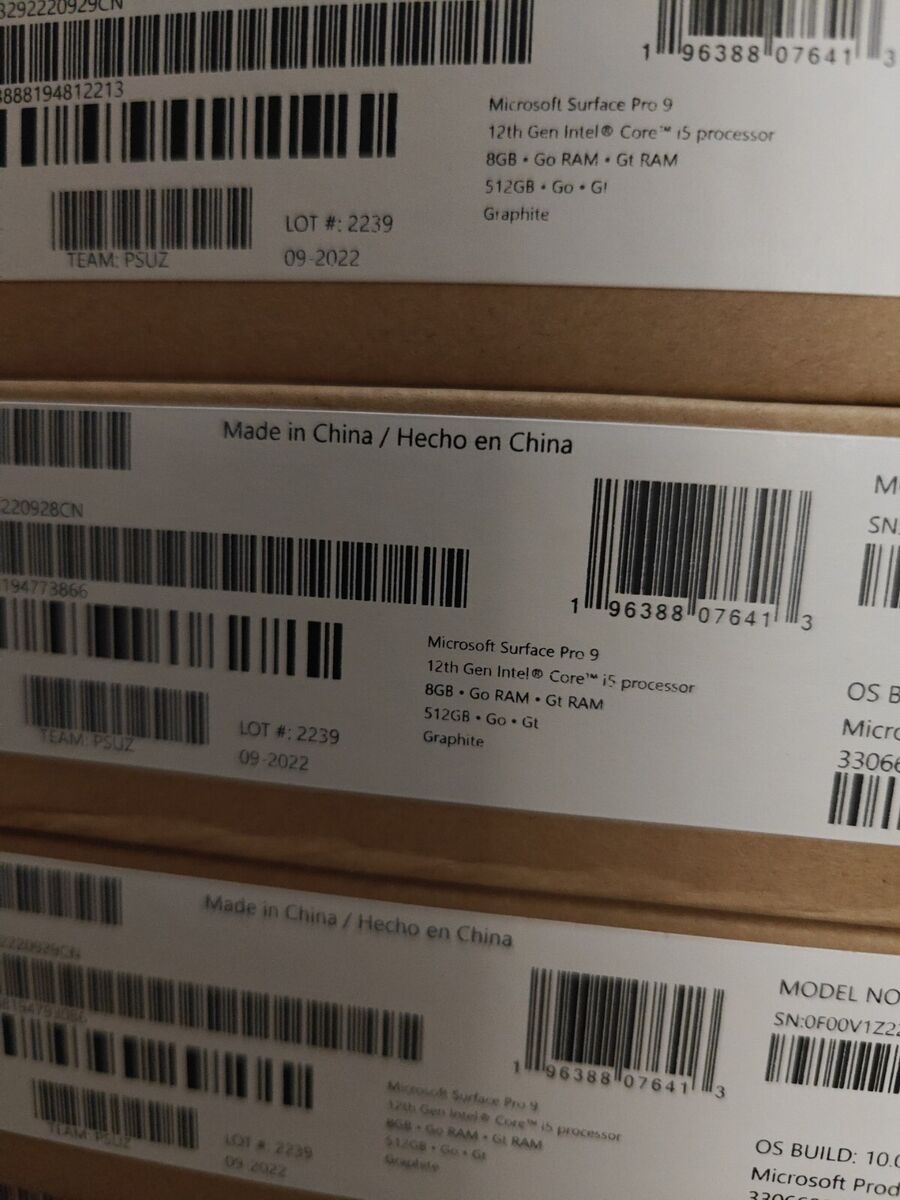 3292220929CN
8888194812213
1 96388 07641 3
Microsoft Surface Pro 9
12th Gen Intel® Core™ i5 processor
8GB • Go RAM • Gt RAM
512GB • Go • Gt
Graphite
TEAM: PSUZ
LOT #: 2239
09-2022
Made in China / Hecho en China
220928CN
194773866
1 96388 07641 3
Microsoft Surface Pro 9
12th Gen Intel® Core™ i5 processor
8GB • Go RAM • Gt RAM
512GB • Go • Gt
Graphite
TEAM: PSUZ
LOT #: 2239
09-2022
SN:
OS B
Micro
33066
Made in China / Hecho en China
2220929CN
1 96388 07641 3
Microsoft Surface Pro 9
12th Gen Intel® Core™ i5 processor
8GB • Go RAM • Gt RAM
512GB • Go • Gt
Graphite
TEAM: PSUZ
LOT #: 2239
09-2022
MODEL NO
SN:0F00V1Z22
OS BUILD: 10.0
Microsoft Prod